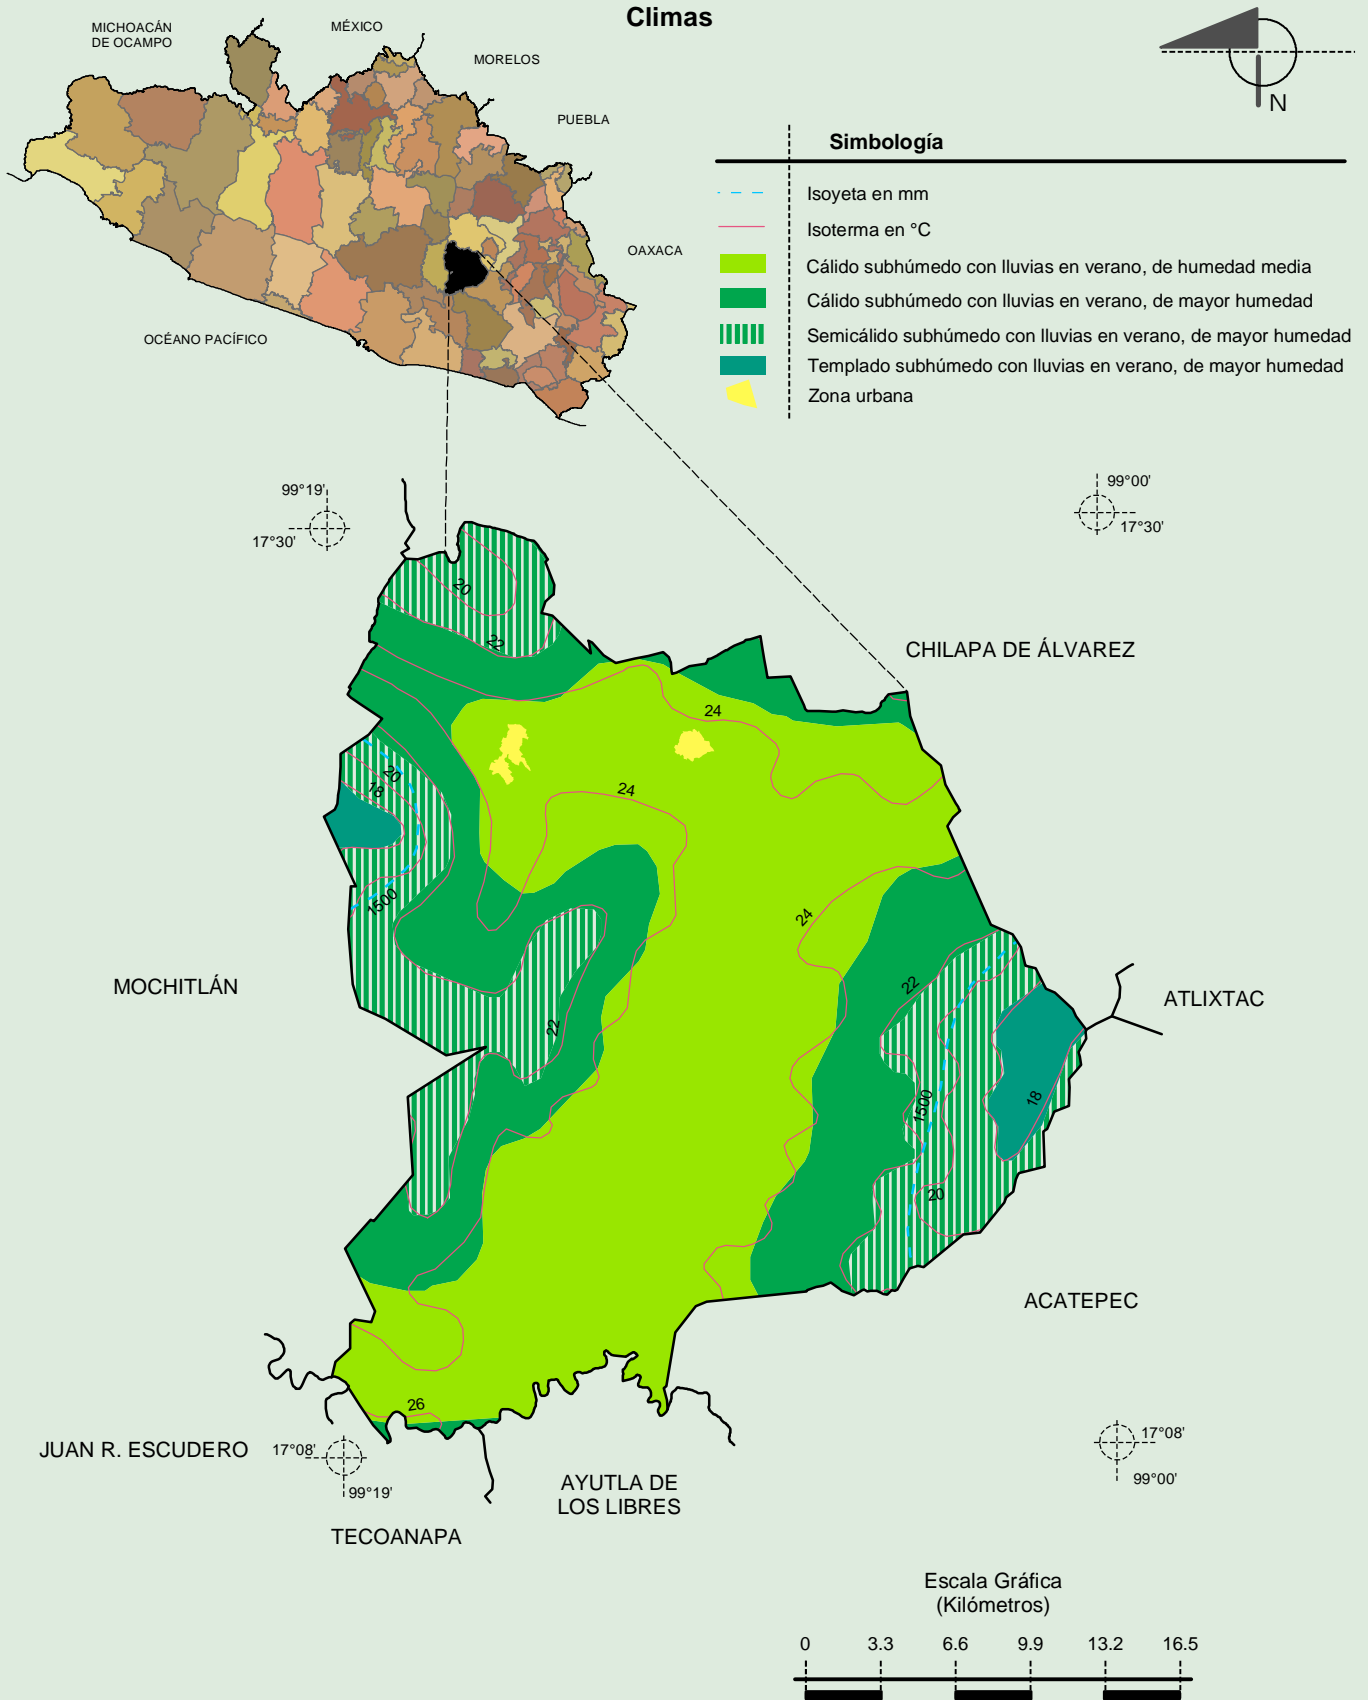 Climas
MICHOACÁN
DE OCAMPO
MÉXICO
MORELOS
PUEBLA
OAXACA
OCÉANO PACÍFICO
N
Simbología
Isoyeta en mm
Isoterma en °C
Cálido subhúmedo con lluvias en verano, de humedad media
Cálido subhúmedo con lluvias en verano, de mayor humedad
Semicálido subhúmedo con lluvias en verano, de mayor humedad
Templado subhúmedo con lluvias en verano, de mayor humedad
Zona urbana
99°19'
17°30'
99°00'
17°30'
20
22
CHILAPA DE ÁLVAREZ
24
20
18
24
1500
24
MOCHITLÁN
22
ATLIXTAC
22
1500
18
20
ACATEPEC
26
JUAN R. ESCUDERO
17°08'
99°19'
17°08'
99°00'
AYUTLA DE
LOS LIBRES
TECOANAPA
Escala Gráfica
(Kilómetros)
0 3.3 6.6 9.9 13.2 16.5